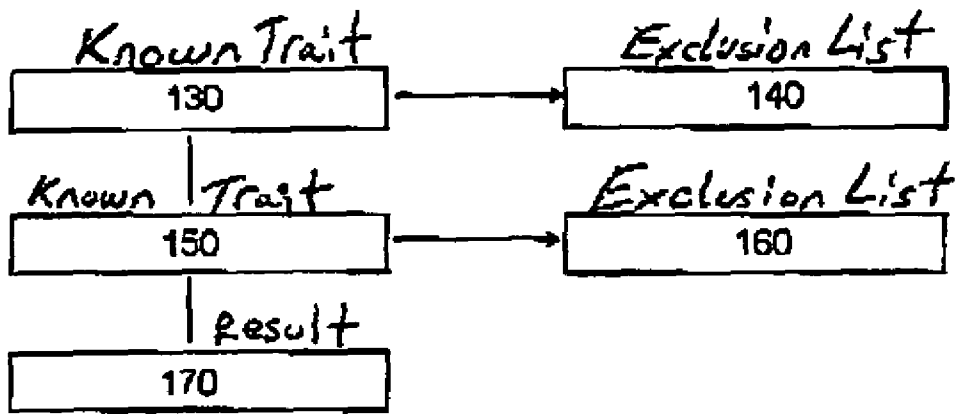 Known Trait Exclusion List
130 140
Known Trait Exclusion List
150 160
Result
170